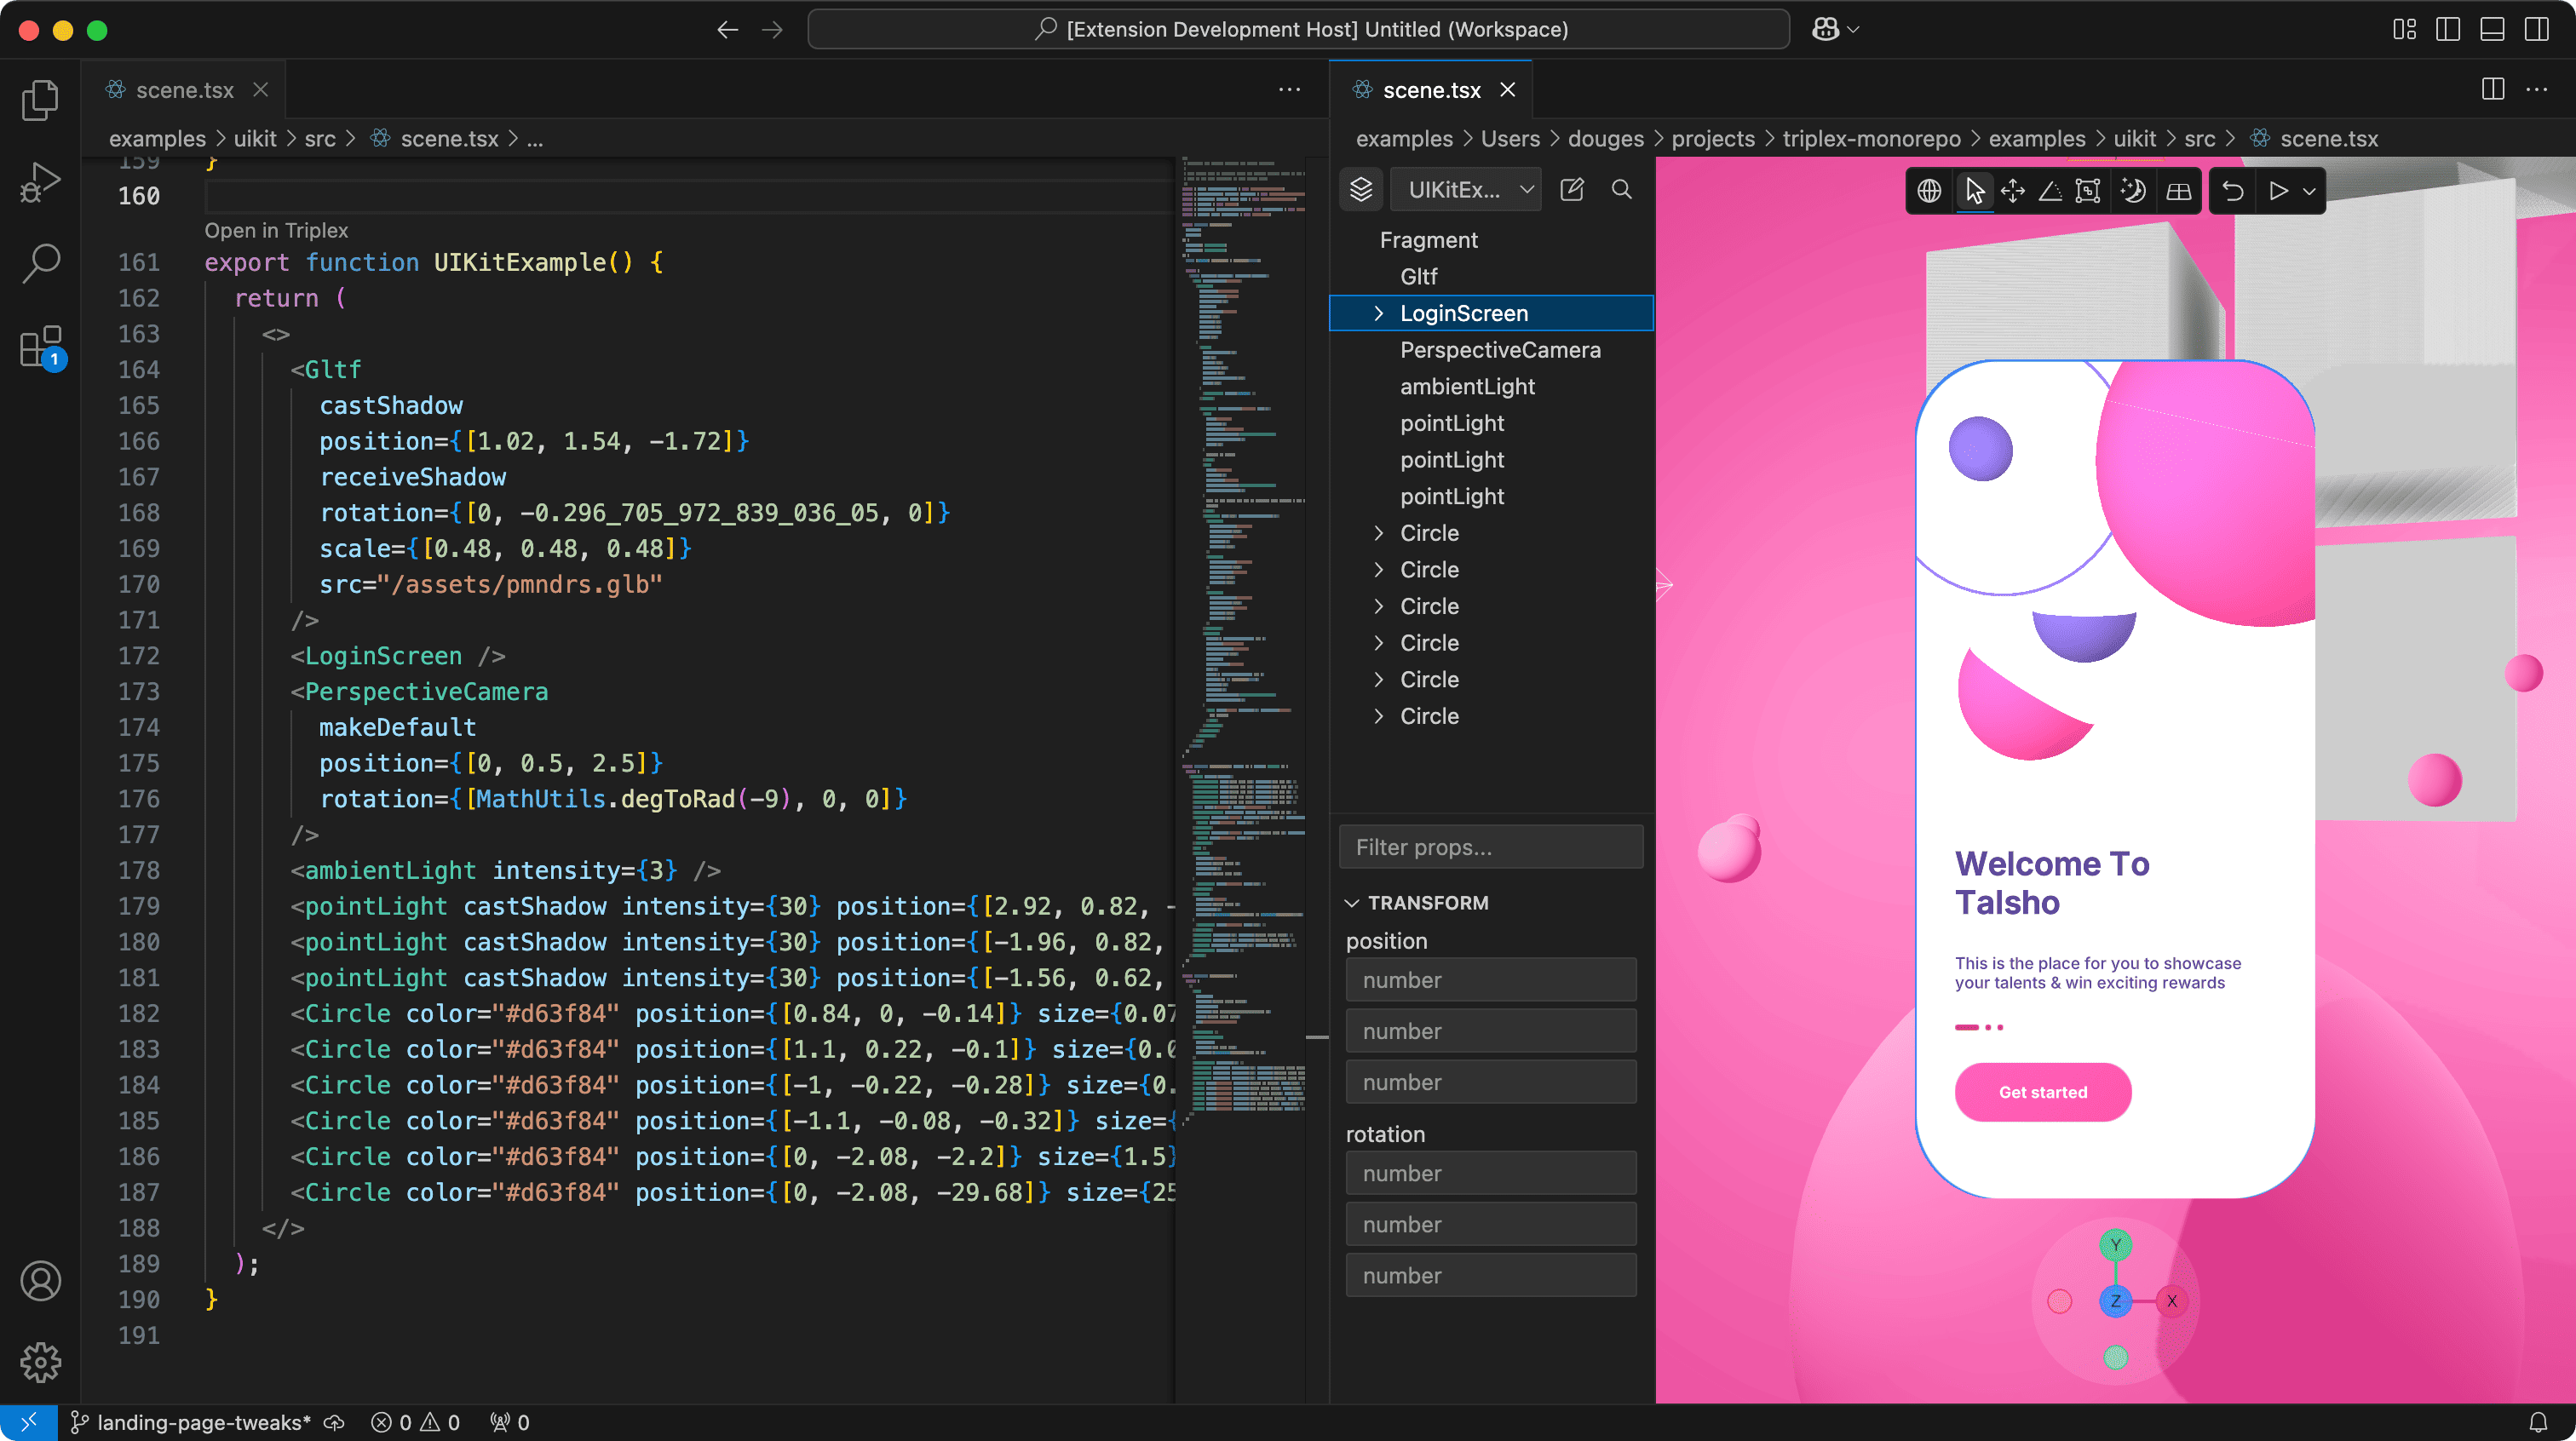 [Extension Development Host] Untitled (Workspace)
scene.tsx
examples > uikit > src > scene.tsx > ...
159 }
160
Open in Triplex
161 export function UIKitExample() {
162 return (
163 <>
164 <Gltf
165 castShadow
166 position={[1.02, 1.54, -1.72]}
167 receiveShadow
168 rotation={[0, -0.296_705_972_839_036_05, 0]}
169 scale={[0.48, 0.48, 0.48]}
170 src="/assets/pmndrs.glb"
171 />
172 <LoginScreen />
173 <PerspectiveCamera
174 makeDefault
175 position={[0, 0.5, 2.5]}
176 rotation={[MathUtils.degToRad(-9), 0, 0]}
177 />
178 <ambientLight intensity={3} />
179 <pointLight castShadow intensity={30} position={[2.92, 0.82, -
180 <pointLight castShadow intensity={30} position={[-1.96, 0.82,
181 <pointLight castShadow intensity={30} position={[-1.56, 0.62,
182 <Circle color="#d63f84" position={[0.84, 0, -0.14]} size={0.07
183 <Circle color="#d63f84" position={[1.1, 0.22, -0.1]} size={0.0
184 <Circle color="#d63f84" position={[-1, -0.22, -0.28]} size={0.
185 <Circle color="#d63f84" position={[-1.1, -0.08, -0.32]} size={
186 <Circle color="#d63f84" position={[0, -2.08, -2.2]} size={1.5}
187 <Circle color="#d63f84" position={[0, -2.08, -29.68]} size={25
188 </>
189 );
190 }
191
scene.tsx
examples > Users > douges > projects > triplex-monorepo > examples > uikit > src > scene.tsx
UIKitEx...
Fragment
Gltf
LoginScreen
PerspectiveCamera
ambientLight
pointLight
pointLight
pointLight
Circle
Circle
Circle
Circle
Circle
Circle
Filter props...
TRANSFORM
position
number
number
number
rotation
number
number
number
Welcome To
Talsho
This is the place for you to showcase
your talents & win exciting rewards
Get started
Y
Z
X
1
landing-page-tweaks* 0 0 0